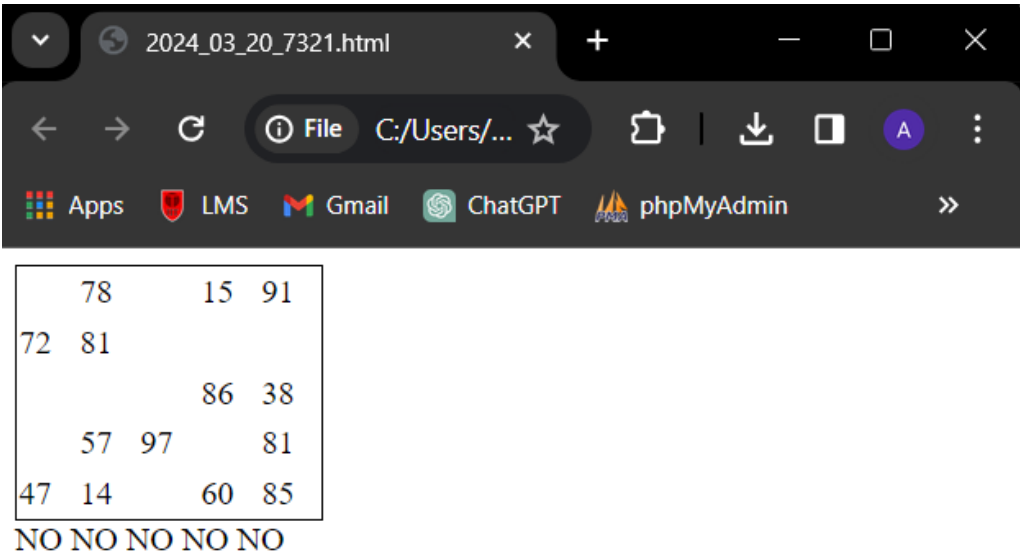 2024_03_20_7321.html
File C:/Users/...
A
Apps LMS Gmail ChatGPT phpMyAdmin
78 15 91
72 81
86 38
57 97 81
47 14 60 85
NO NO NO NO NO